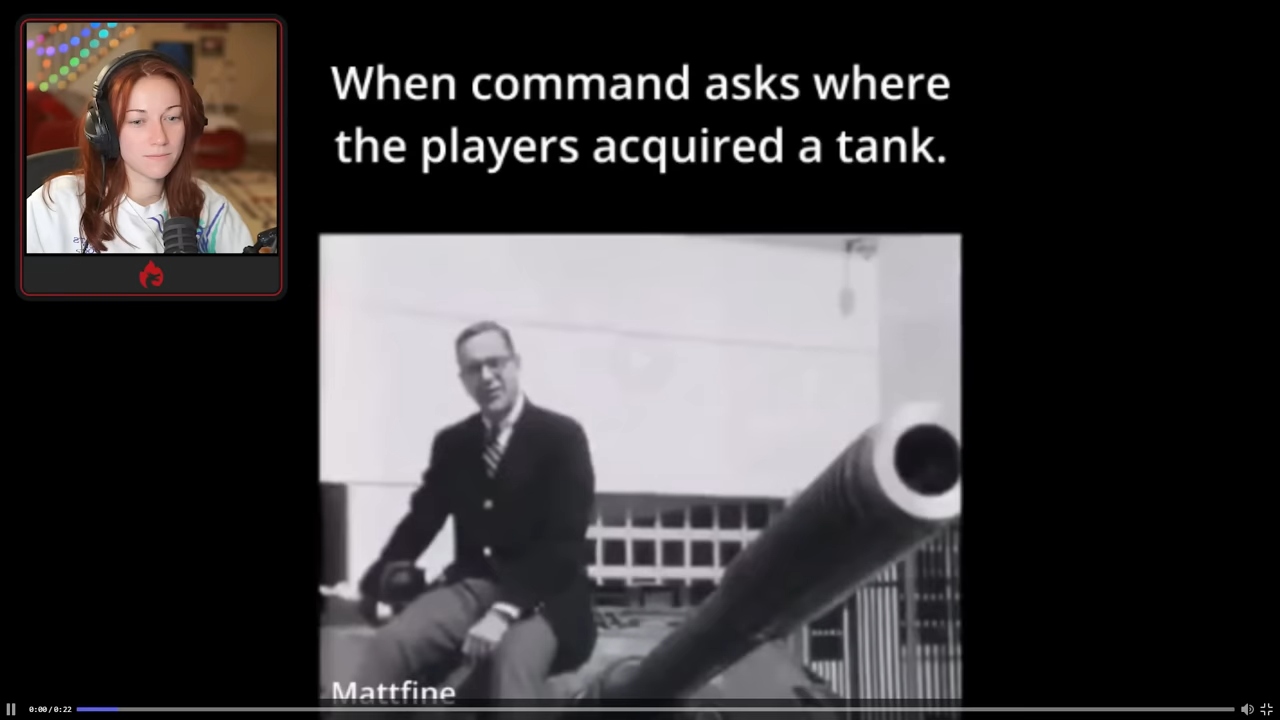 When command asks where
the players acquired a tank.
Mattfine
0:00 / 0:22